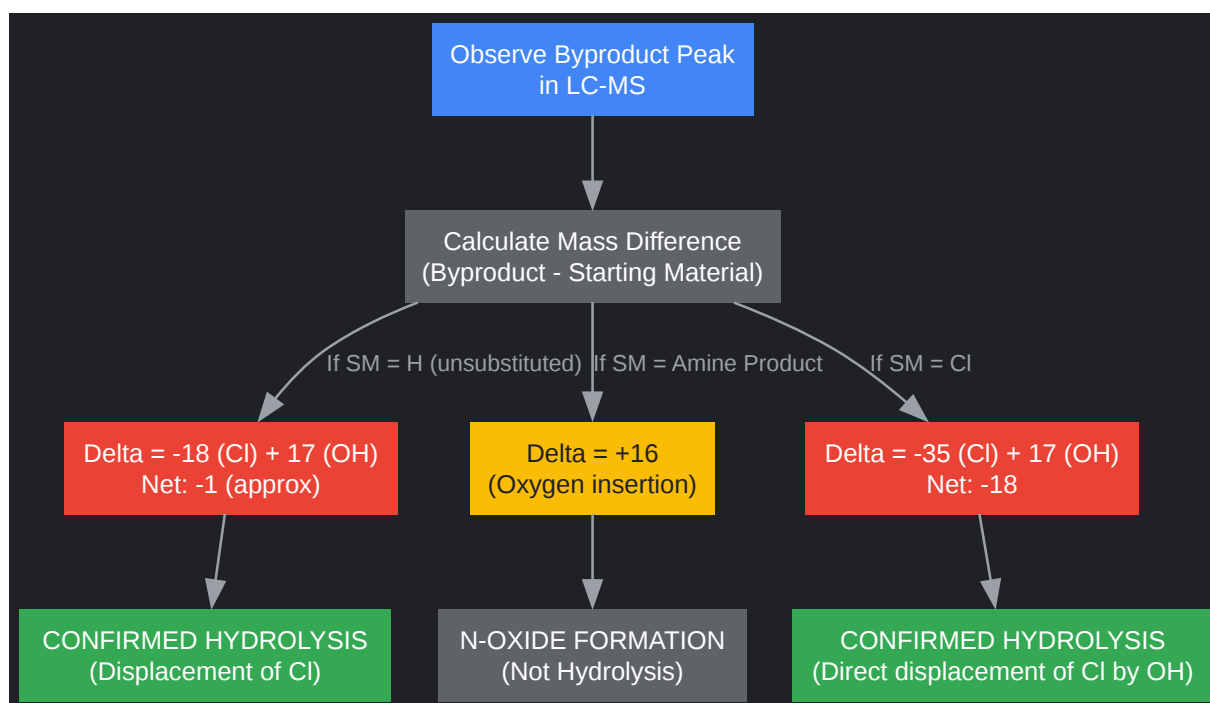 Observe Byproduct Peak
in LC-MS
Calculate Mass Difference
(Byproduct - Starting Material)
If SM = H (unsubstituted)
If SM = Amine Product
If SM = Cl
Delta = -18 (Cl) + 17 (OH)
Net: -1 (approx)
Delta = +16
(Oxygen insertion)
Delta = -35 (Cl) + 17 (OH)
Net: -18
CONFIRMED HYDROLYSIS
(Displacement of Cl)
N-OXIDE FORMATION
(Not Hydrolysis)
CONFIRMED HYDROLYSIS
(Direct displacement of Cl by OH)